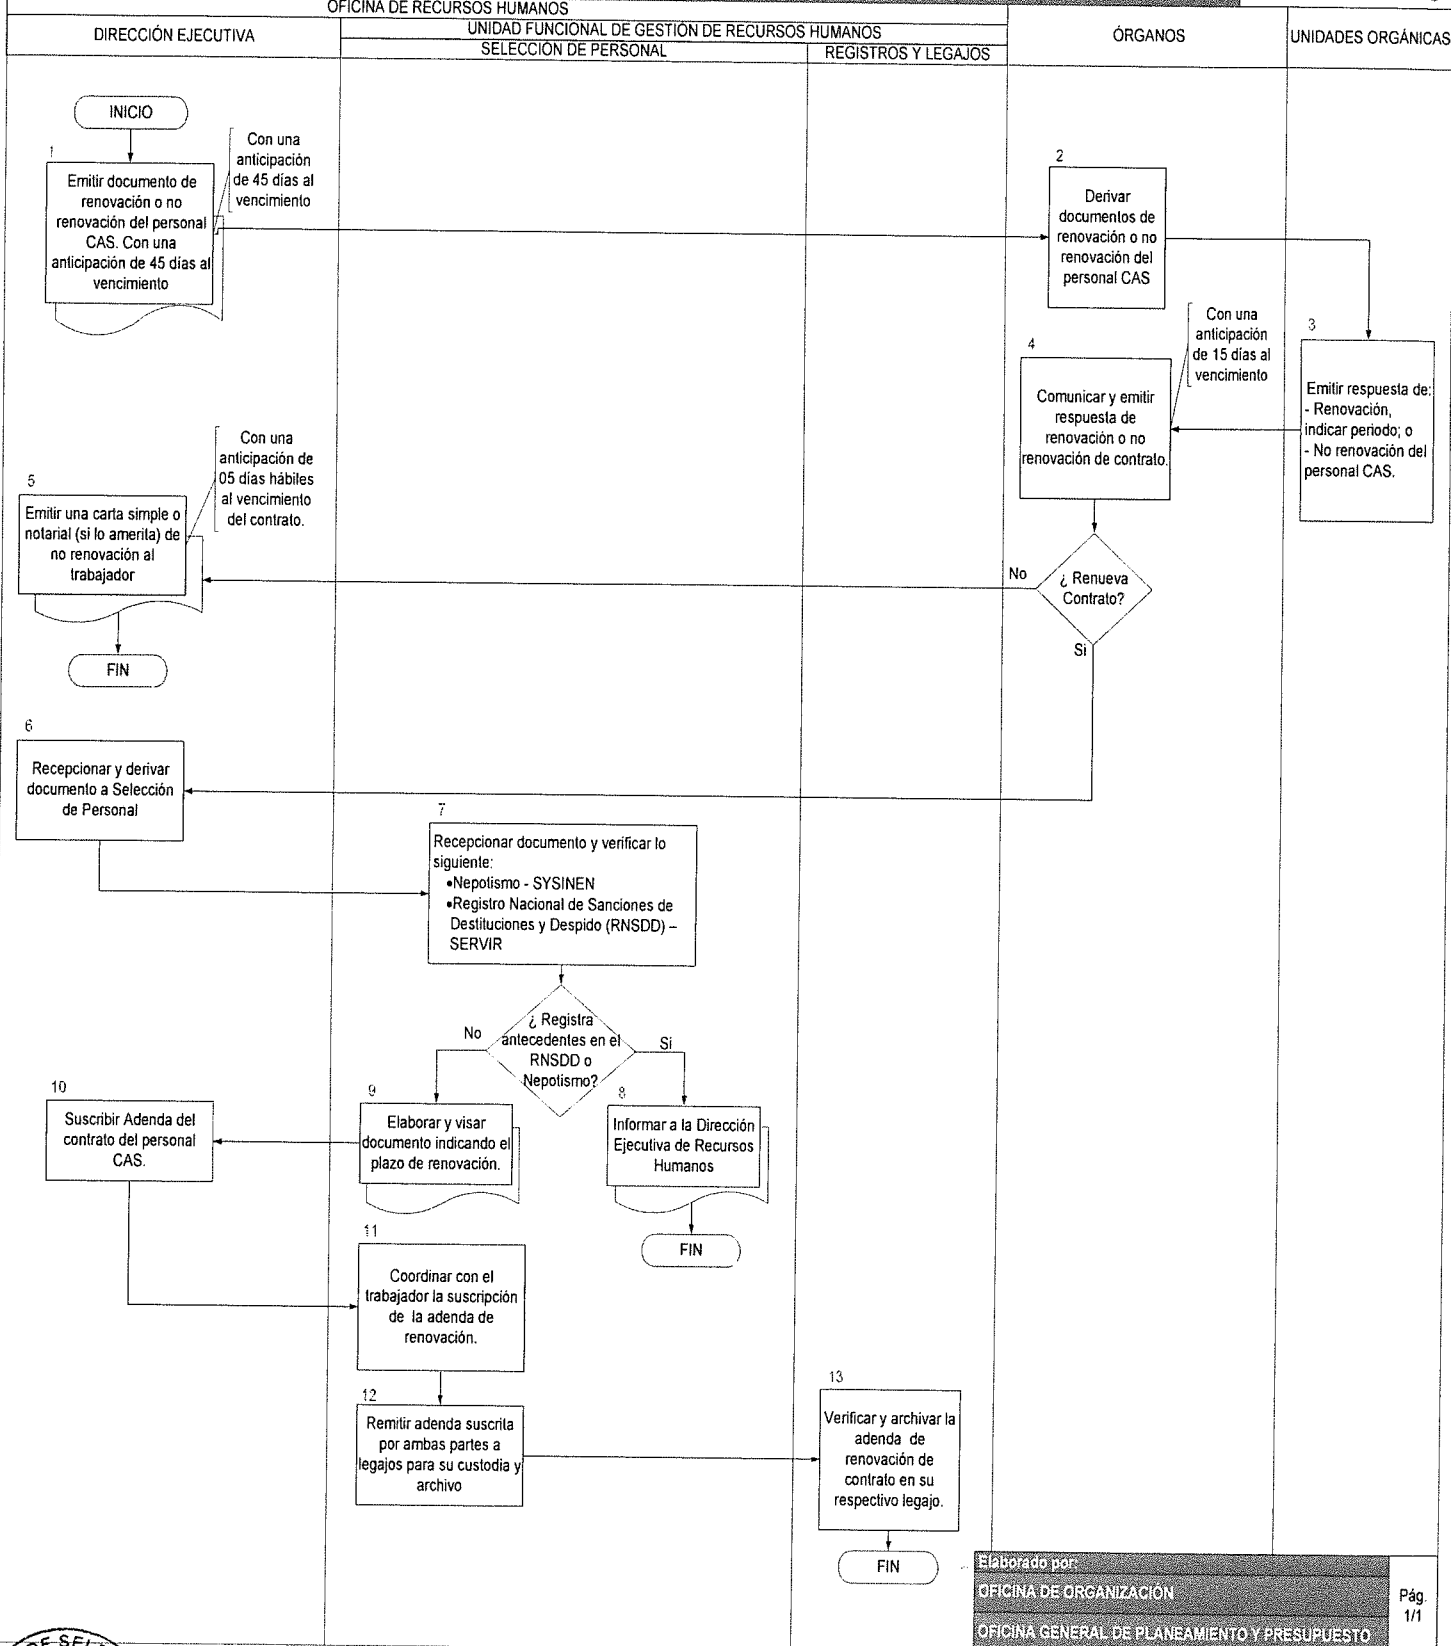 OFICINA DE RECURSOS HUMANOS
DIRECCIÓN EJECUTIVA
UNIDAD FUNCIONAL DE GESTIÓN DE RECURSOS HUMANOS
SELECCIÓN DE PERSONAL
REGISTROS Y LEGAJOS
ÓRGANOS
UNIDADES ORGÁNICAS
INICIO
1
Emitir documento de
renovación o no
renovación del personal
CAS. Con una
anticipación de 45 días al
vencimiento
Con una
anticipación
de 45 días al
vencimiento
2
Derivar
documentos de
renovación o no
renovación del
personal CAS
3
Emitir respuesta de:
- Renovación,
indicar periodo; o
- No renovación del
personal CAS.
Con una
anticipación
de 15 días al
vencimiento
4
Comunicar y emitir
respuesta de
renovación o no
renovación de contrato.
¿ Renueva
Contrato?
No
Si
5
Emitir una carta simple o
notarial (si lo amerita) de
no renovación al
trabajador
Con una
anticipación de
05 días hábiles
al vencimiento
del contrato.
FIN
6
Recepcionar y derivar
documento a Selección
de Personal
7
Recepcionar documento y verificar lo
siguiente:
•Nepotismo - SYSINEN
•Registro Nacional de Sanciones de
Destituciones y Despido (RNSDD) –
SERVIR
¿ Registra
antecedentes en el
RNSDD o
Nepotismo?
No
Si
8
Informar a la Dirección
Ejecutiva de Recursos
Humanos
FIN
9
Elaborar y visar
documento indicando el
plazo de renovación.
10
Suscribir Adenda del
contrato del personal
CAS.
11
Coordinar con el
trabajador la suscripción
de la adenda de
renovación.
12
Remitir adenda suscrita
por ambas partes a
legajos para su custodia y
archivo
13
Verificar y archivar la
adenda de
renovación de
contrato en su
respectivo legajo.
FIN
Elaborado por:
OFICINA DE ORGANIZACIÓN
OFICINA GENERAL DE PLANEAMIENTO Y PRESUPUESTO
Pág.
1/1